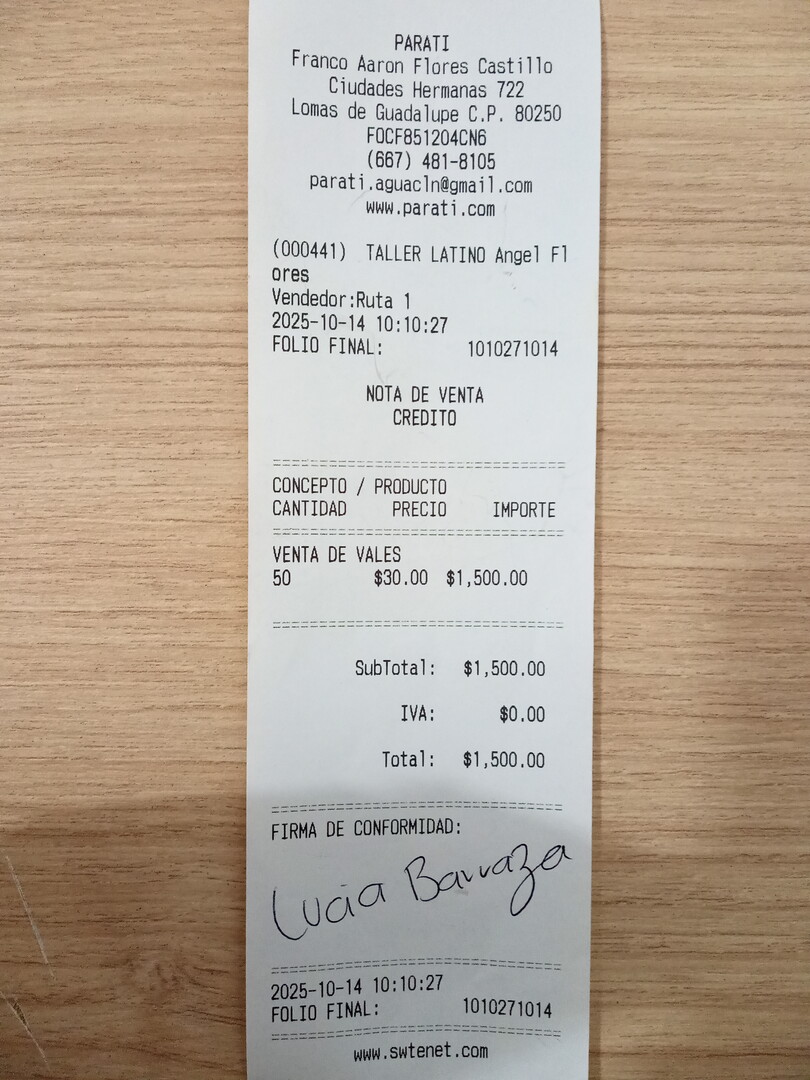 PARATI
Franco Aaron Flores Castillo
Ciudades Hermanas 722
Lomas de Guadalupe C.P. 80250
FOCF851204CN6
(667) 481-8105
parati.aguacln@gmail.com
www.parati.com
(000441) TALLER LATINO Angel Fl
ores
Vendedor:Ruta 1
2025-10-14 10:10:27
FOLIO FINAL: 1010271014
NOTA DE VENTA
CREDITO
================================
CONCEPTO / PRODUCTO
CANTIDAD PRECIO IMPORTE
================================
VENTA DE VALES
50 $30.00 $1,500.00
================================
SubTotal: $1,500.00
IVA: $0.00
Total: $1,500.00
================================
FIRMA DE CONFORMIDAD:
Lucia Barraza
================================
2025-10-14 10:10:27
FOLIO FINAL: 1010271014
================================
www.swtenet.com